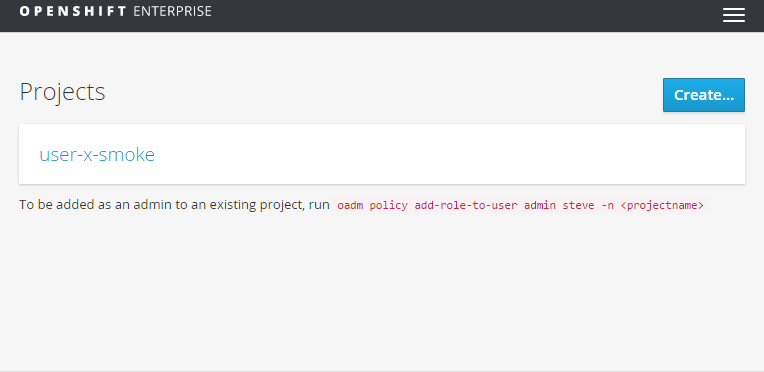 OPENSHIFT ENTERPRISE
Projects
Create...
user-x-smoke
To be added as an admin to an existing project, run oadm policy add-role-to-user admin steve -n <projectname>